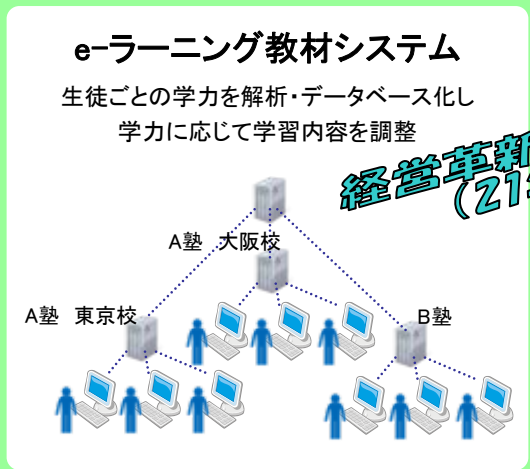 e-ラーニング教材システム
生徒ごとの学力を解析・データベース化し
学力に応じて学習内容を調整
経営革新
(21
A塾 大阪校
A塾 東京校
B塾